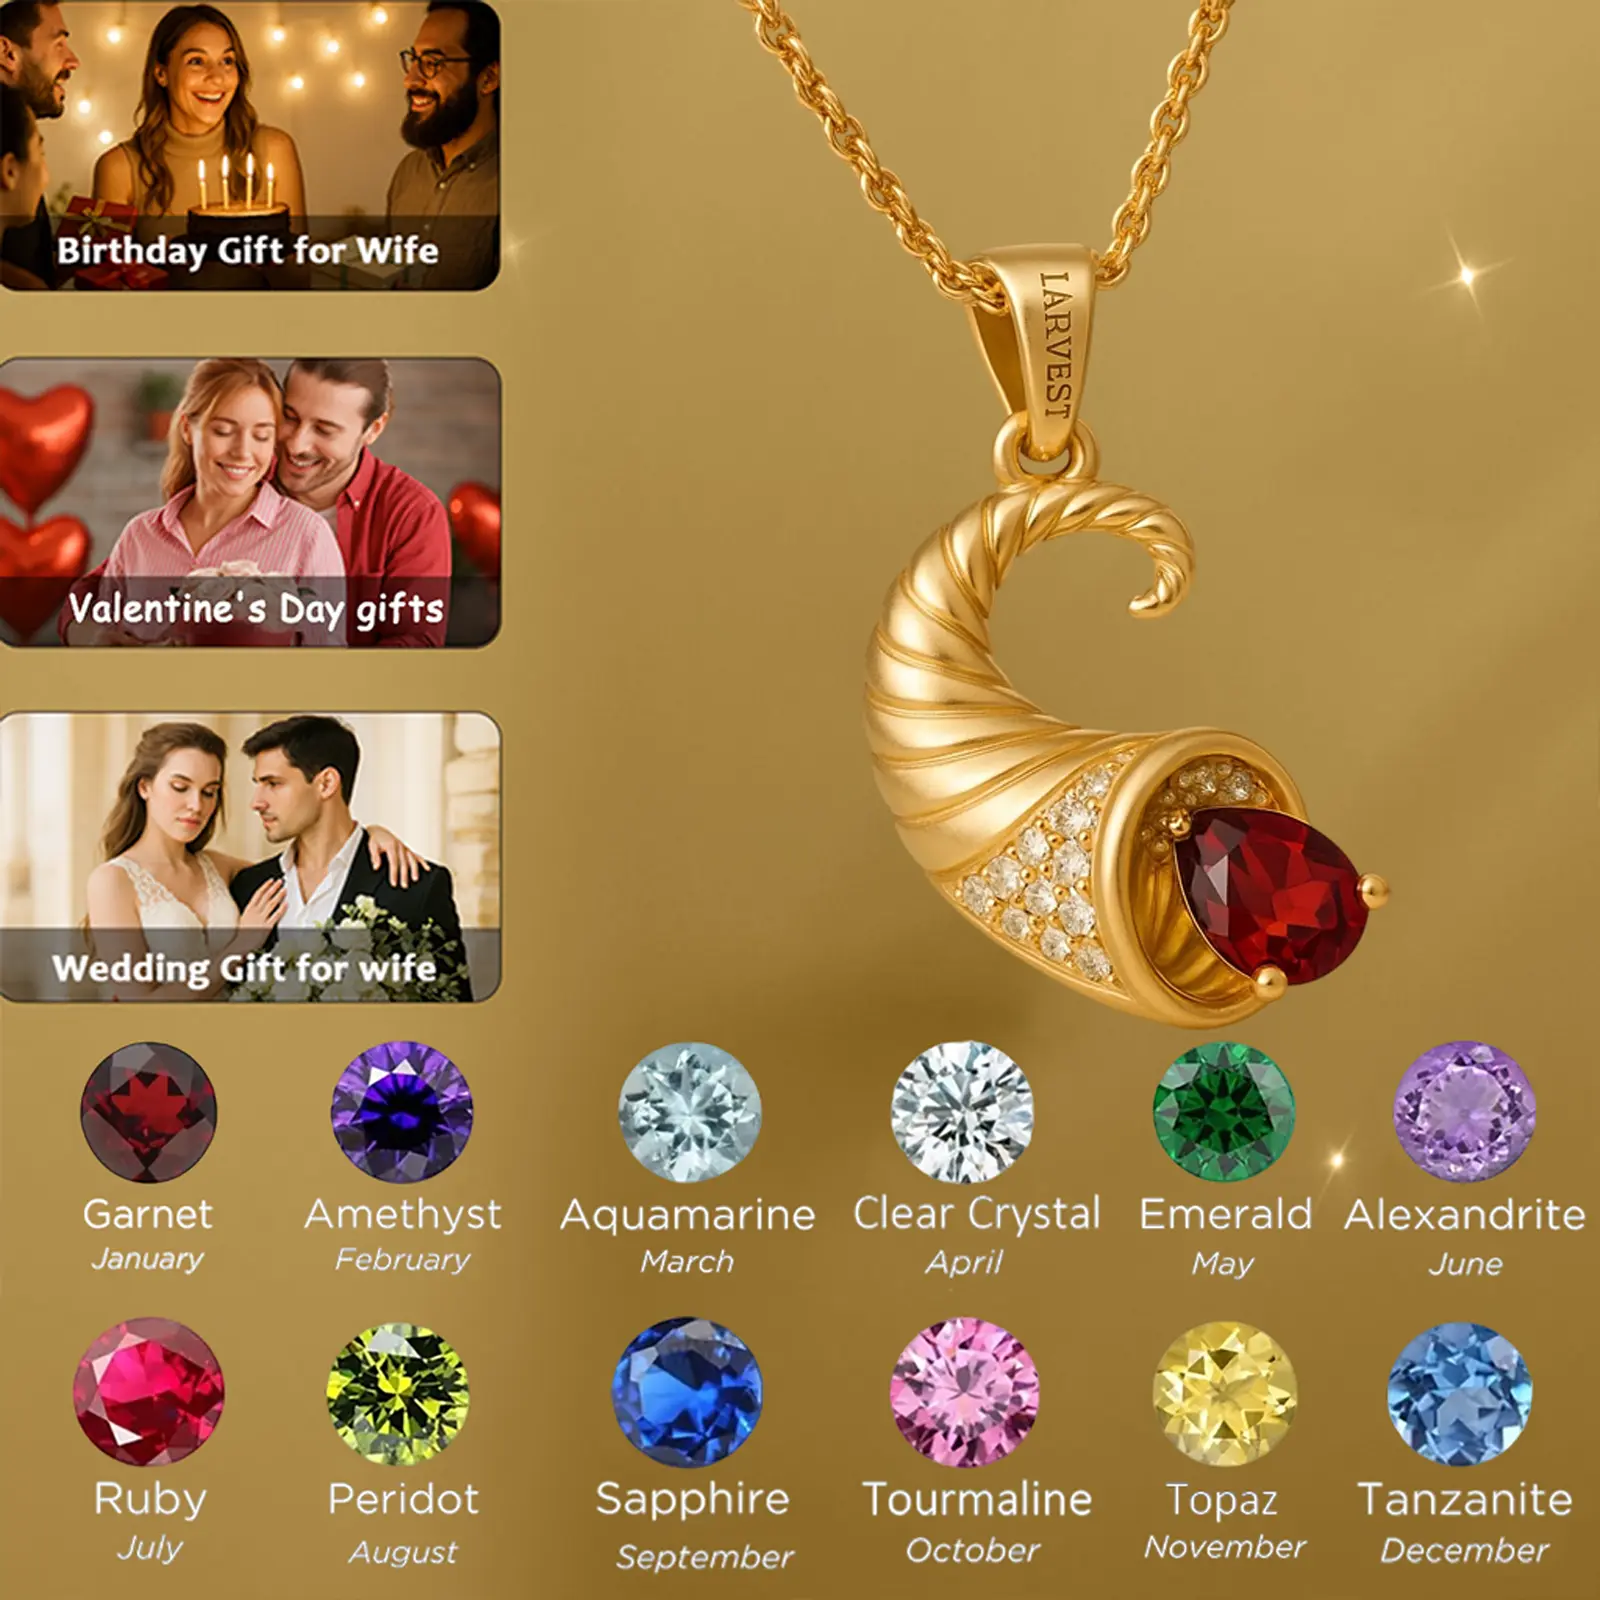 Birthday Gift for Wife
LARVEST
Valentine's Day gifts
Wedding Gift for wife
Garnet
January
Amethyst
February
Aquamarine
March
Clear Crystal
April
Emerald
May
Alexandrite
June
Ruby
July
Peridot
August
Sapphire
September
Tourmaline
October
Topaz
November
Tanzanite
December